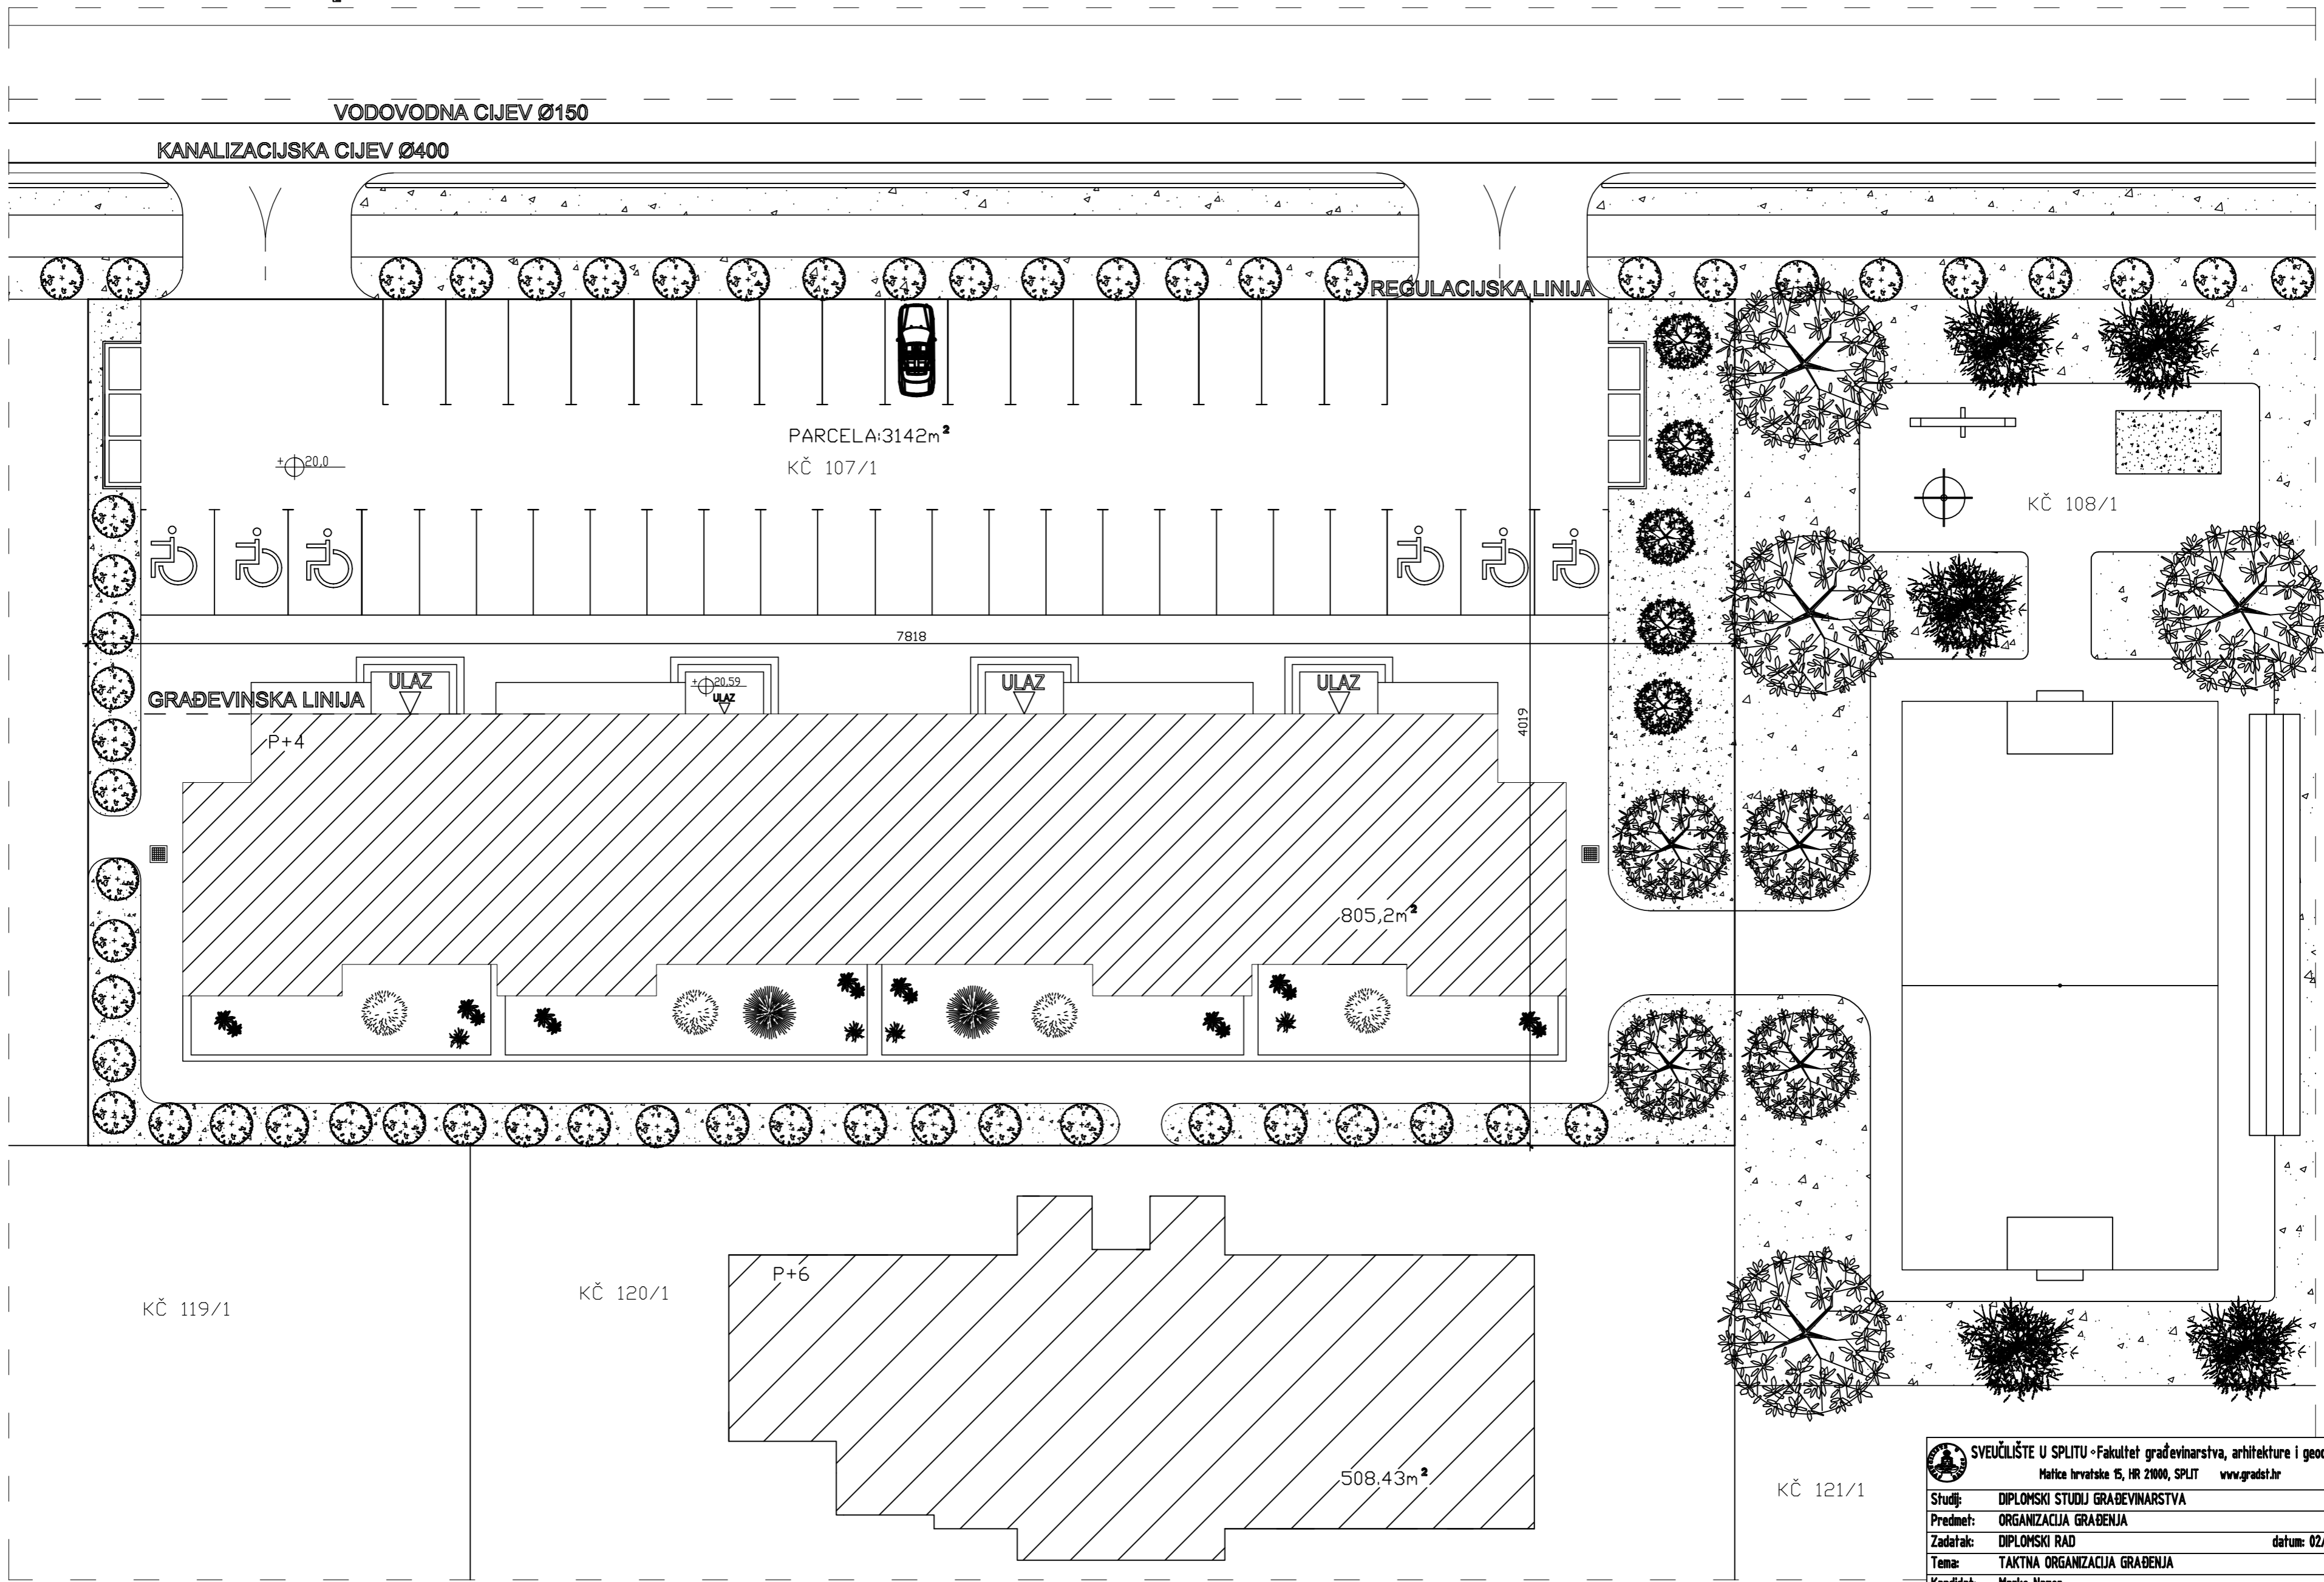 VODOVODNA CIJEV Ø150
KANALIZACIJSKA CIJEV Ø400
REGULACIJSKA LINIJA
PARCELA:3142m²
KČ 107/1
+ 20,0
KČ 108/1
7818
ULAZ
+ 20,59
ULAZ
ULAZ
ULAZ
GRAĐEVINSKA LINIJA
P+4
4019
805,2m²
P+6
KČ 120/1
KČ 119/1
508,43m²
KČ 121/1
SVEUČILIŠTE U SPLITU ∘ Fakultet građevinarstva, arhitekture i
Matice hrvatske 15, HR 21000, SPLIT www.gradst.hr
Studij: DIPLOMSKI STUDIJ GRAĐEVINARSTVA
Predmet: ORGANIZACIJA GRAĐENJA
Zadatak: DIPLOMSKI RAD datum: 02
Tema: TAKTNA ORGANIZACIJA GRAĐENJA